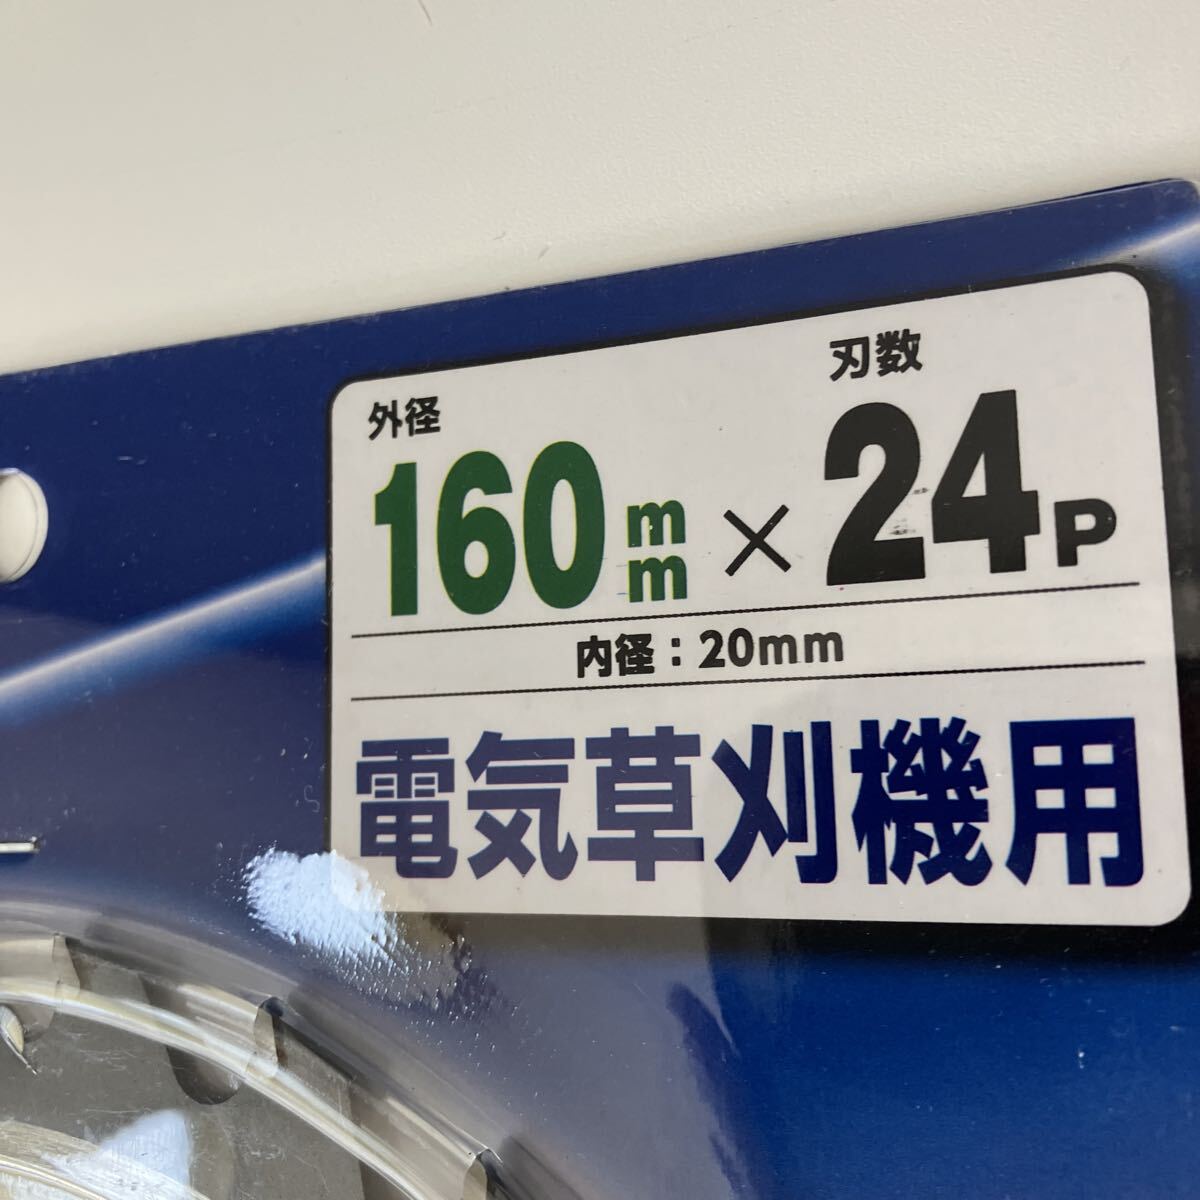 外径 刃数
160mm × 24P
内径：20mm
電気草刈機用